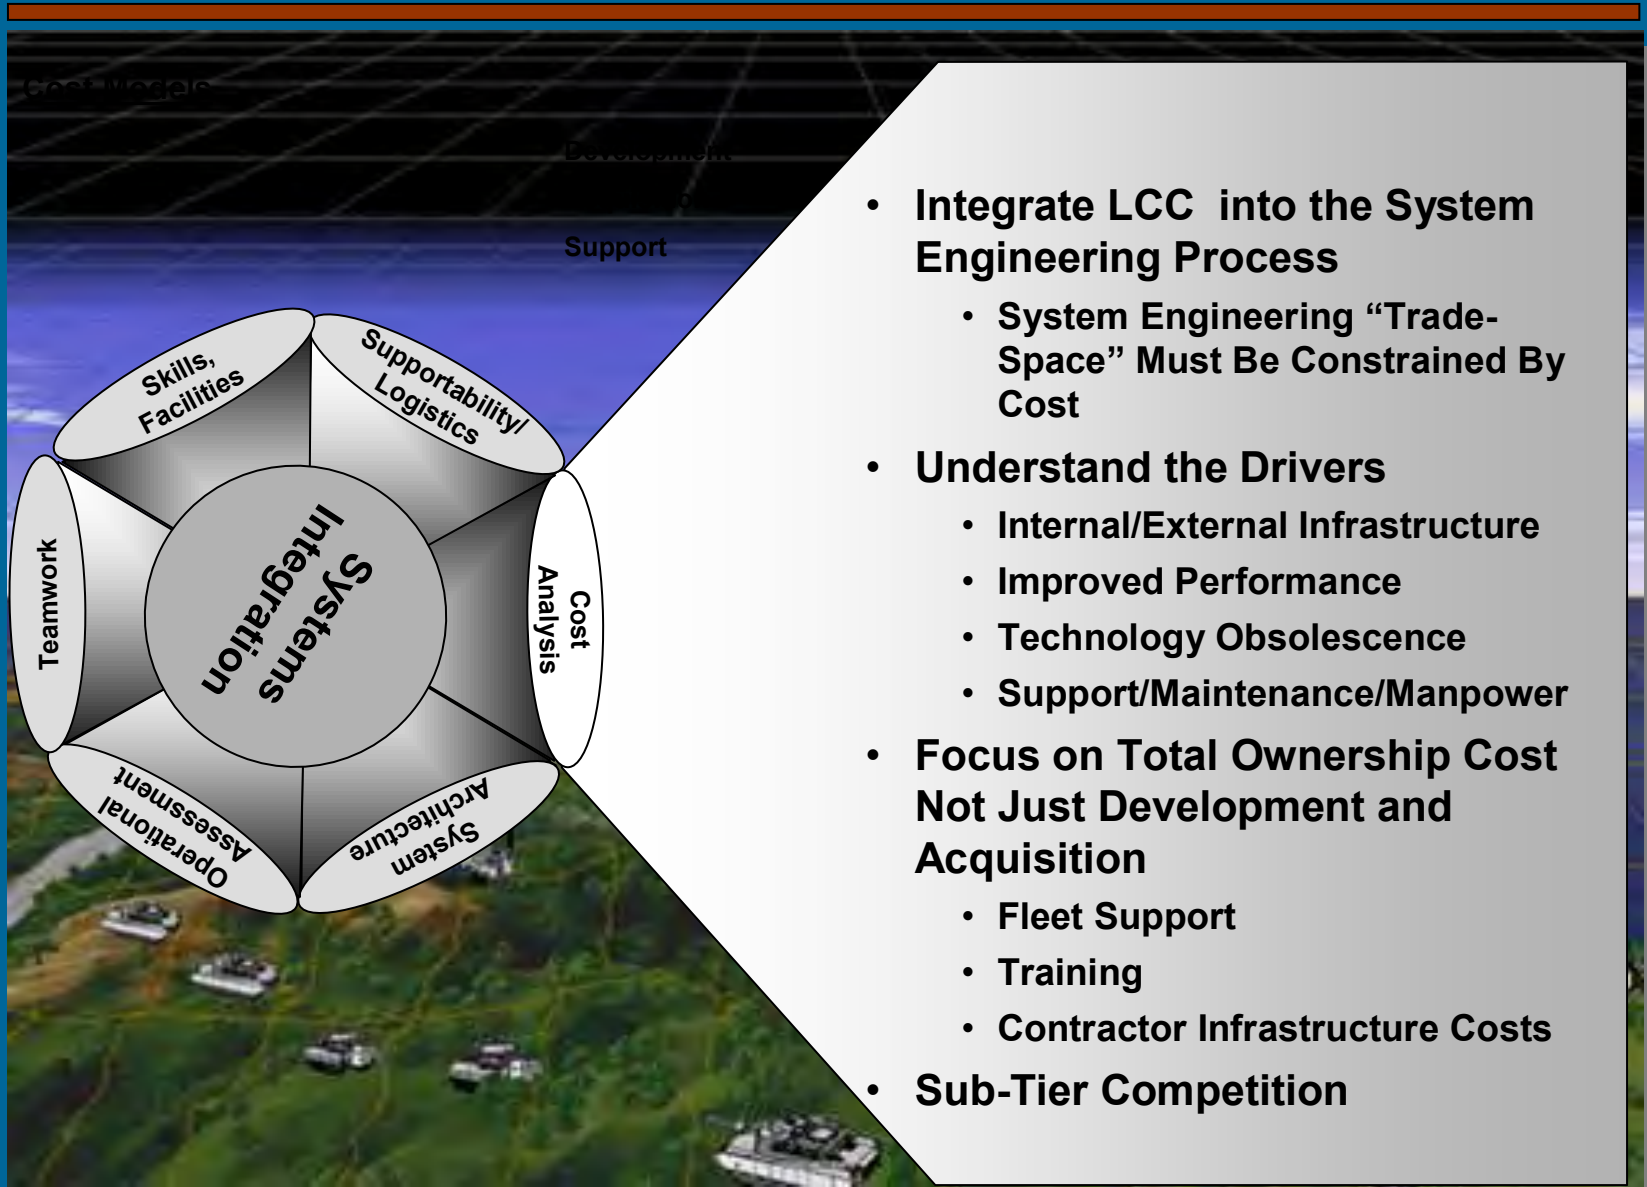 Cost Models
Development
Support
Skills,
Facilities
Supportability/
Logistics
Teamwork
Systems
Integration
Cost
Analysis
Operational
Assessment
System
Architecture
• Integrate LCC into the System
Engineering Process
• System Engineering “Trade-
Space” Must Be Constrained By
Cost
• Understand the Drivers
• Internal/External Infrastructure
• Improved Performance
• Technology Obsolescence
• Support/Maintenance/Manpower
• Focus on Total Ownership Cost
Not Just Development and
Acquisition
• Fleet Support
• Training
• Contractor Infrastructure Costs
• Sub-Tier Competition